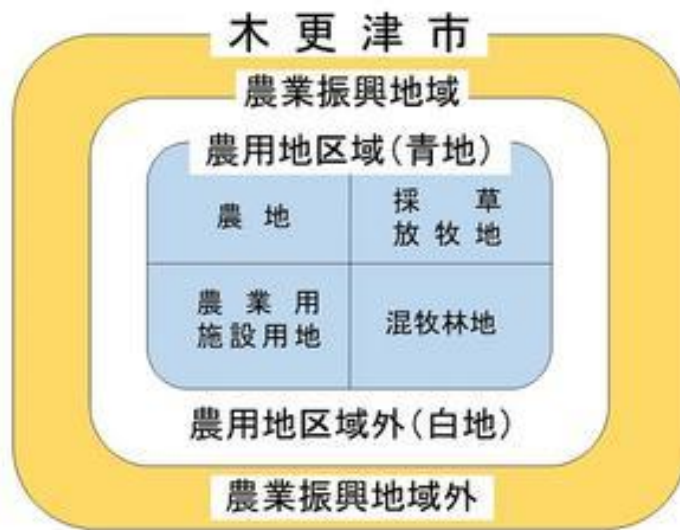 木更津市
農業振興地域
農用地区域(青地)
農地
採草
放牧地
農業用
施設用地
混牧林地
農用地区域外(白地)
農業振興地域外